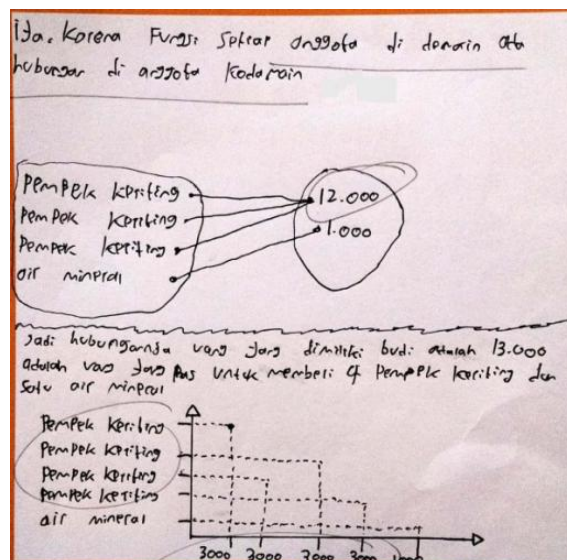 Iya. Karena Fungsi Setiap anggota di domain ada
hubungan di anggota Kodomain
Pempek keriting
Pempek keriting
Pempek keriting
air mineral
12.000
1.000
Jadi hubungannya uang yang dimiliki budi adalah 13.000
adalah uang yang Pas untuk membeli 4 Pempek keriting dan
Satu air mineral
Pempek keriting
Pempek keriting
Pempek keriting
Pempek keriting
air mineral
3000 3000 3000 3000 1000